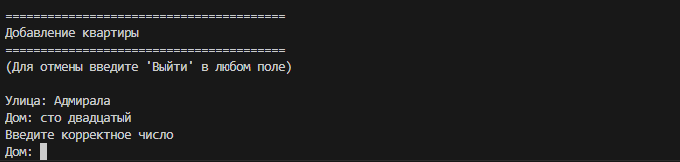 ========================================
Добавление квартиры
========================================
(Для отмены введите 'Выйти' в любом поле)
Улица: Адмирала
Дом: сто двадцатый
Введите корректное число
Дом: